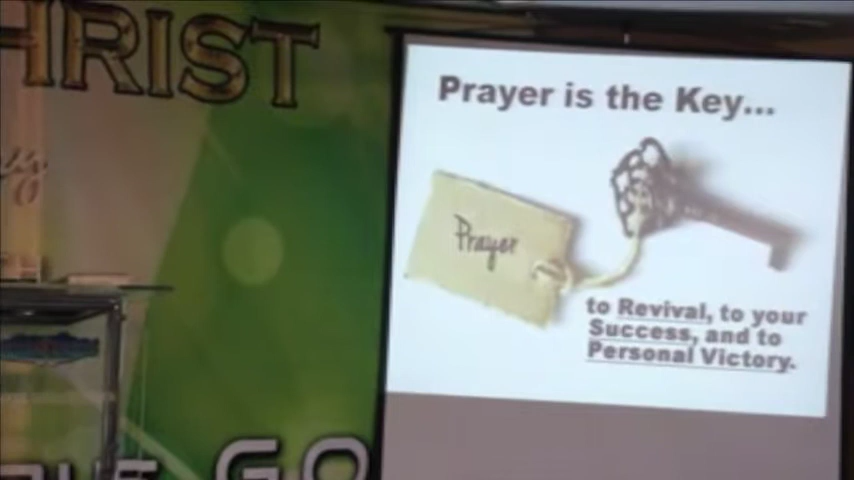 HRIST
Prayer is the Key...
Prayer
to Revival, to your
Success, and to
Personal Victory.
GO